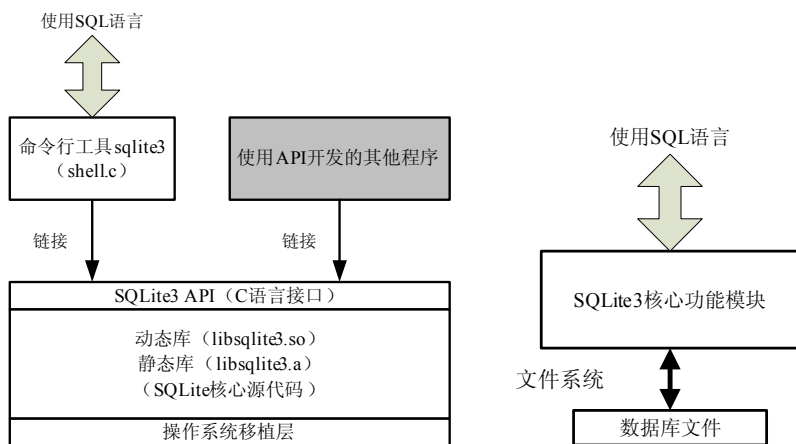 使用SQL语言
命令行工具sqlite3
（shell.c）
使用API开发的其他程序
链接
链接
SQLite3 API（C语言接口）
动态库（libsqlite3.so）
静态库（libsqlite3.a）
（SQLite核心源代码）
操作系统移植层
使用SQL语言
SQLite3核心功能模块
文件系统
数据库文件